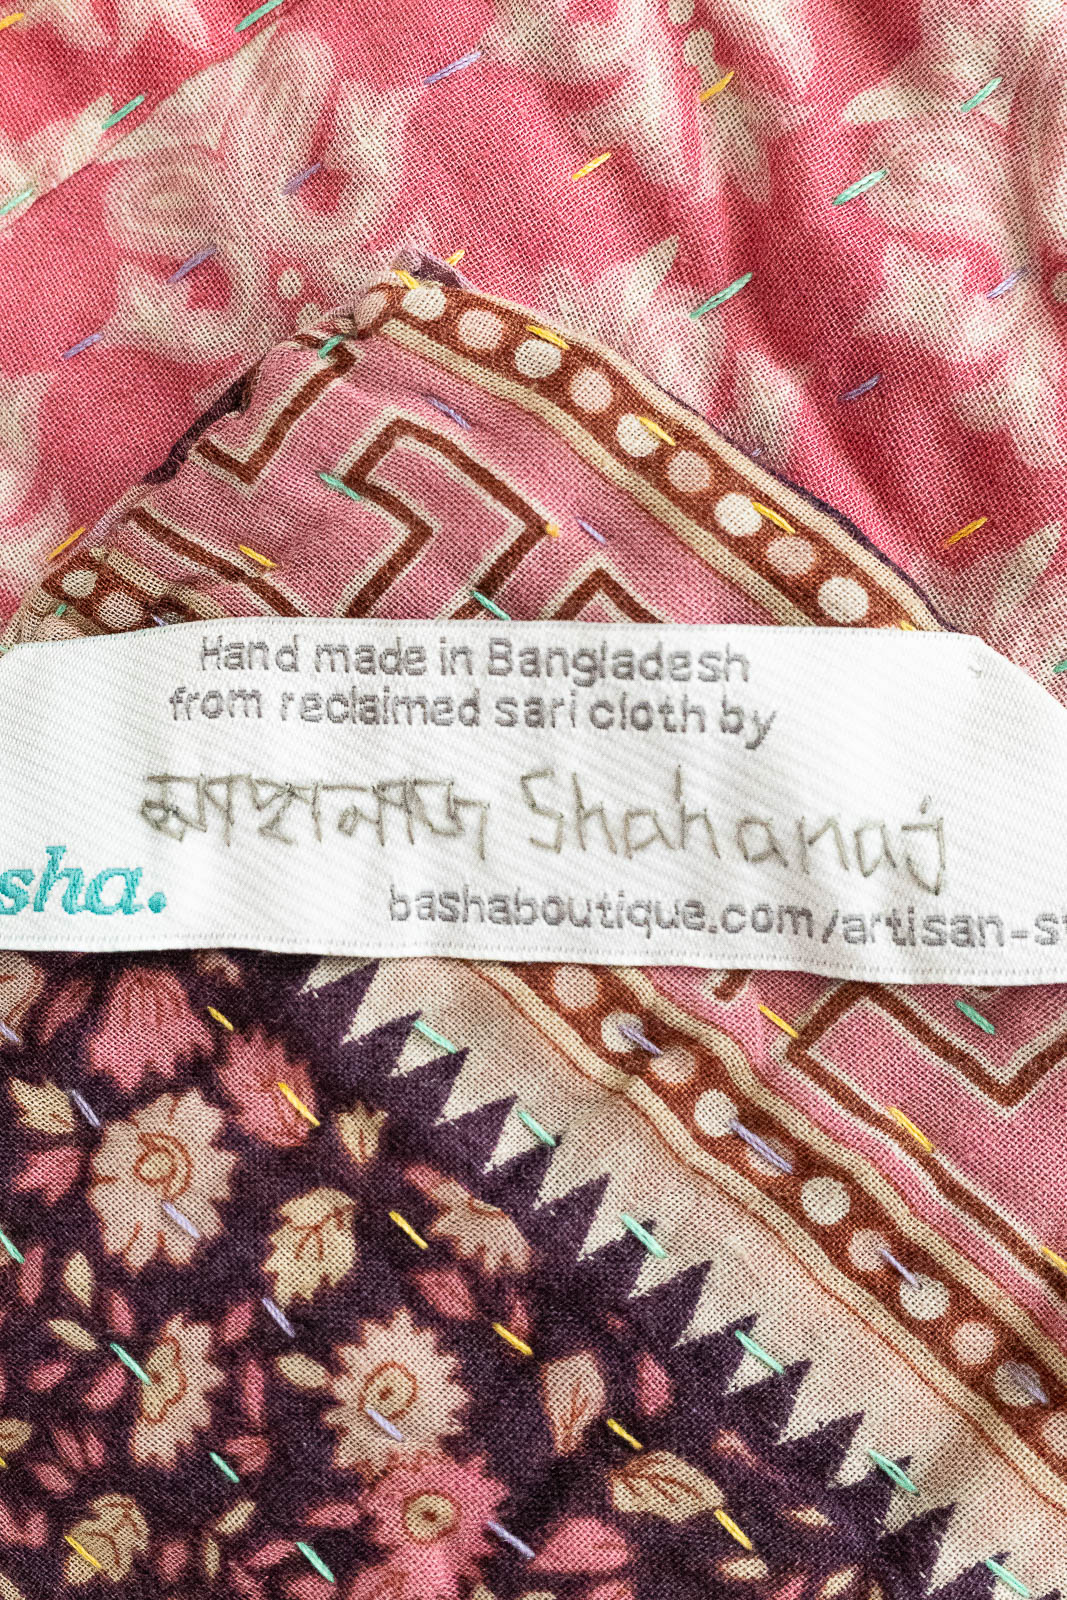 Hand made in Bangladesh
from reclaimed sari cloth by
শাহানাজ Shahanaj
sha.
bashaboutique.com/artisan-st